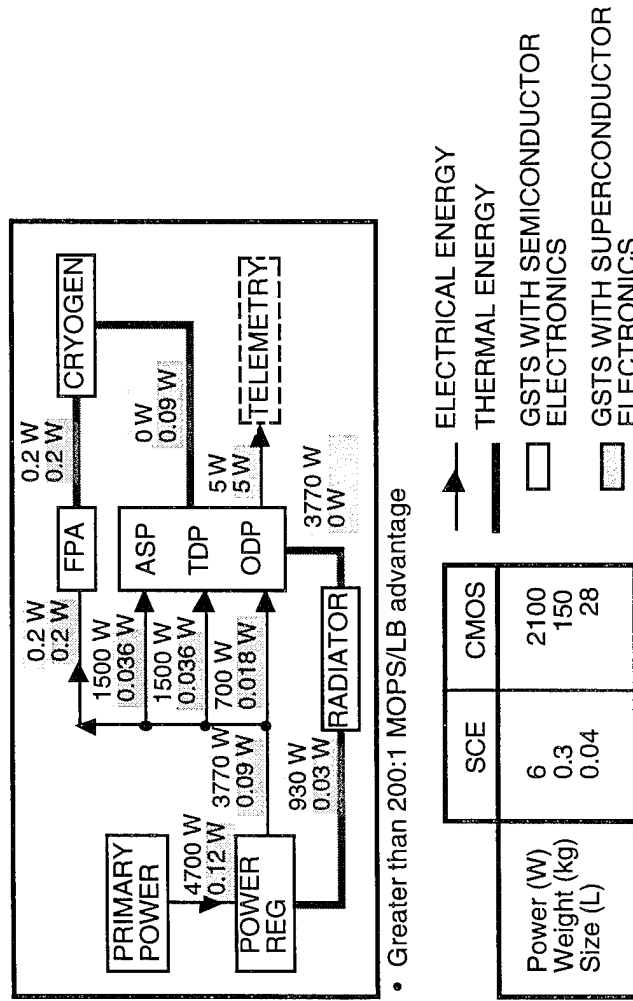 PRIMARY
POWER
4700 W
0.12 W
POWER
REG
3770 W
0.09 W
930 W
0.03 W
RADIATOR
0.2 W
0.2 W
1500 W
0.036 W
1500 W
0.036 W
700 W
0.018 W
FPA
ASP
TDP
ODP
0.2 W
0.2 W
CRYOGEN
0 W
0.09 W
5 W
5 W
TELEMETRY
3770 W
0 W
• Greater than 200:1 MOPS/LB advantage
SCE CMOS
Power (W) 6 2100
Weight (kg) 0.3 150
Size (L) 0.04 28
ELECTRICAL ENERGY
THERMAL ENERGY
GSTS WITH SEMICONDUCTOR
ELECTRONICS
GSTS WITH SUPERCONDUCTOR
ELECTRONICS